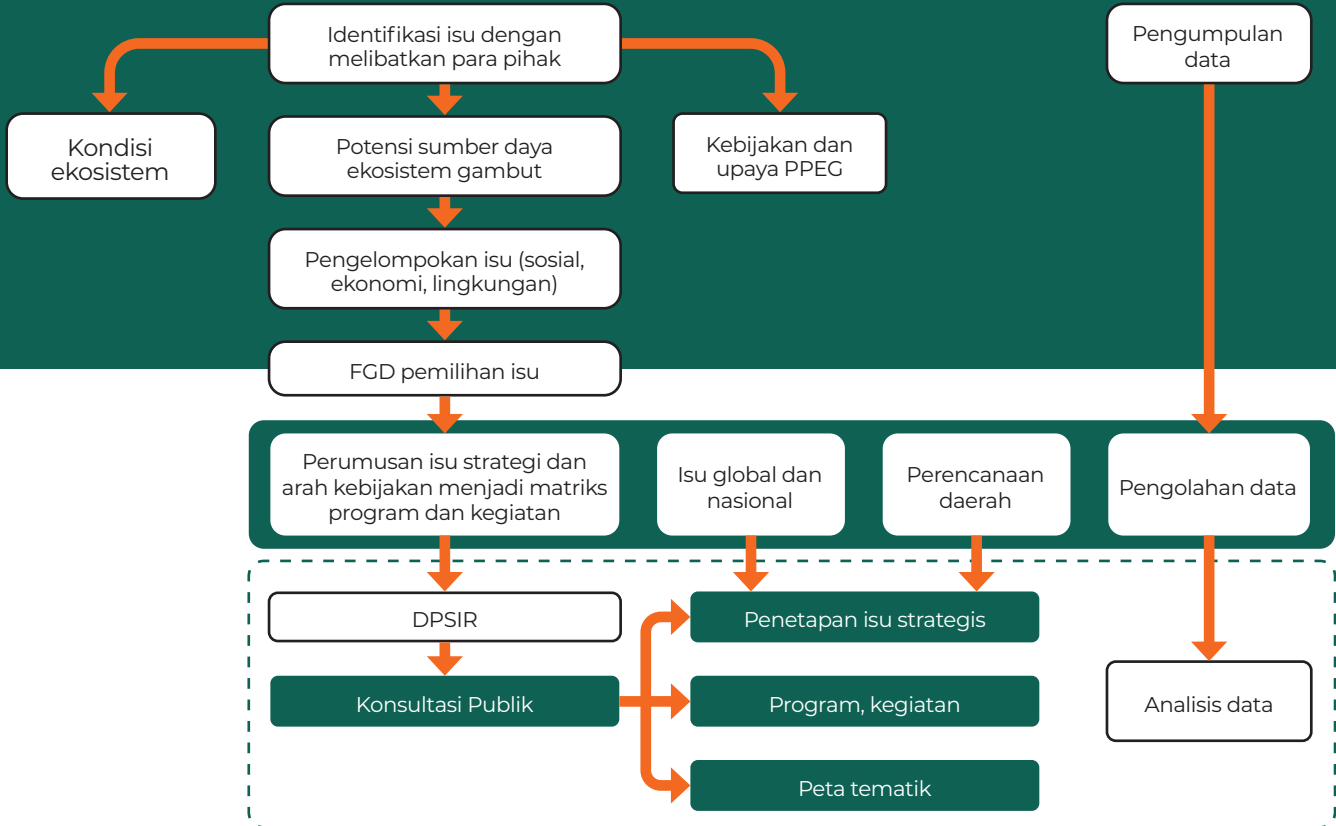 Identifikasi isu dengan
melibatkan para pihak
Pengumpulan
data
Kondisi
ekosistem
Potensi sumber daya
ekosistem gambut
Kebijakan dan
upaya PPEG
Pengelompokan isu (sosial,
ekonomi, lingkungan)
FGD pemilihan isu
Perumusan isu strategi dan
arah kebijakan menjadi matriks
program dan kegiatan
Isu global dan
nasional
Perencanaan
daerah
Pengolahan data
DPSIR
Penetapan isu strategis
Konsultasi Publik
Program, kegiatan
Analisis data
Peta tematik